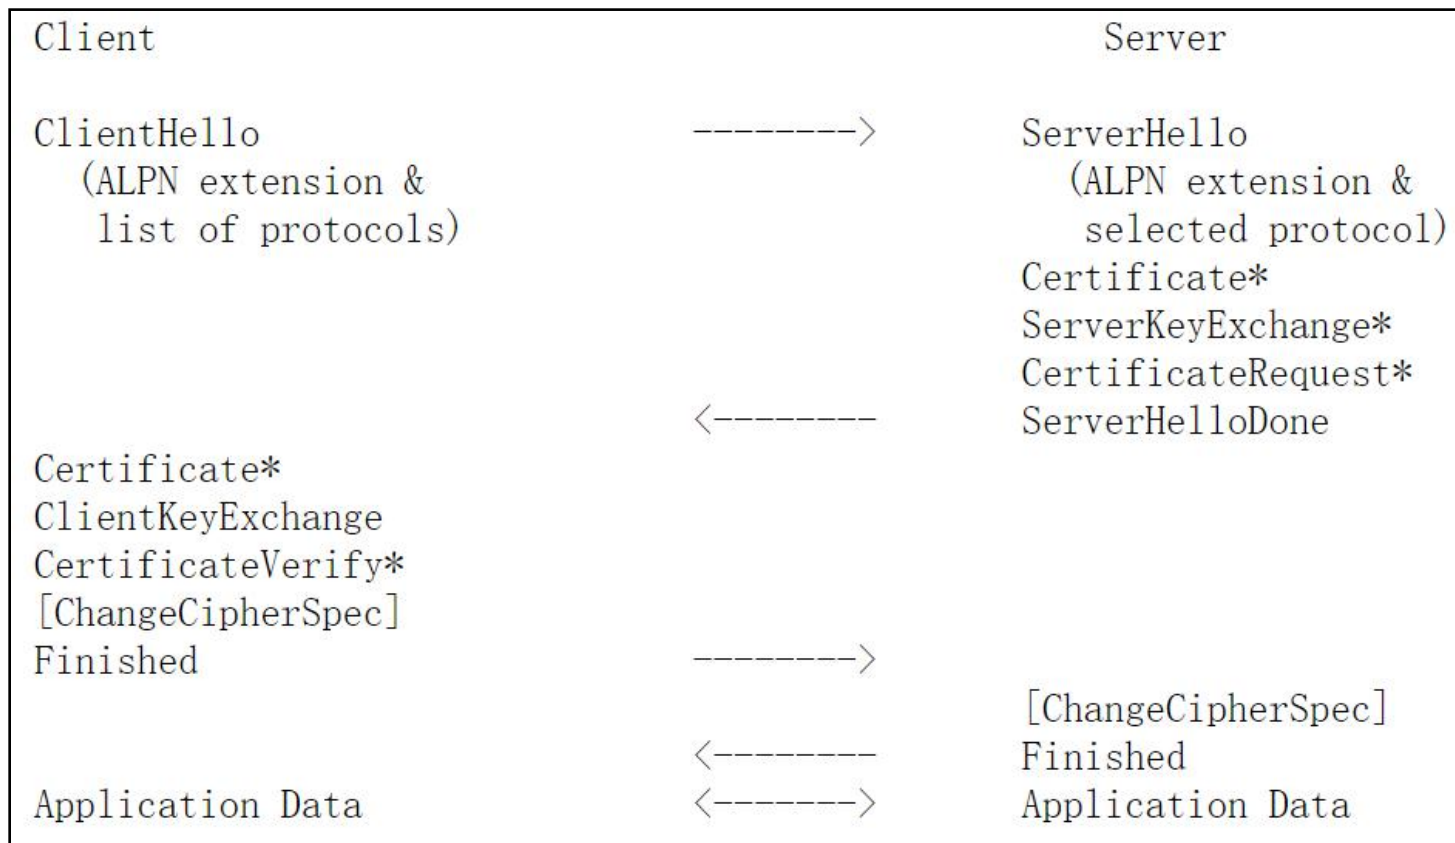 Client Server
ClientHello --------> ServerHello
(ALPN extension & (ALPN extension &
list of protocols) selected protocol)
Certificate*
ServerKeyExchange*
CertificateRequest*
<-------- ServerHelloDone
Certificate*
ClientKeyExchange
CertificateVerify*
[ChangeCipherSpec]
Finished -------->
[ChangeCipherSpec]
<-------- Finished
Application Data <-------> Application Data